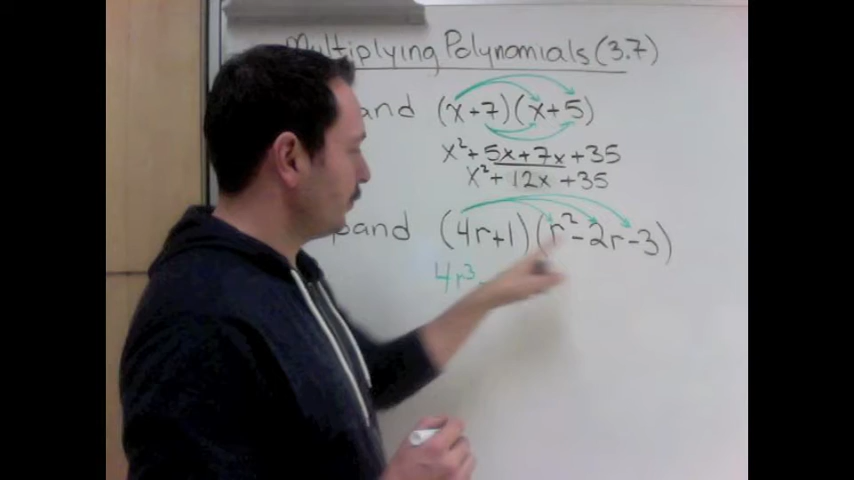 Multiplying Polynomials (3.7)
and (x+7)(x+5)
x²+5x+7x+35
x²+12x+35
pand (4r+1)(r²-2r-3)
4r³-